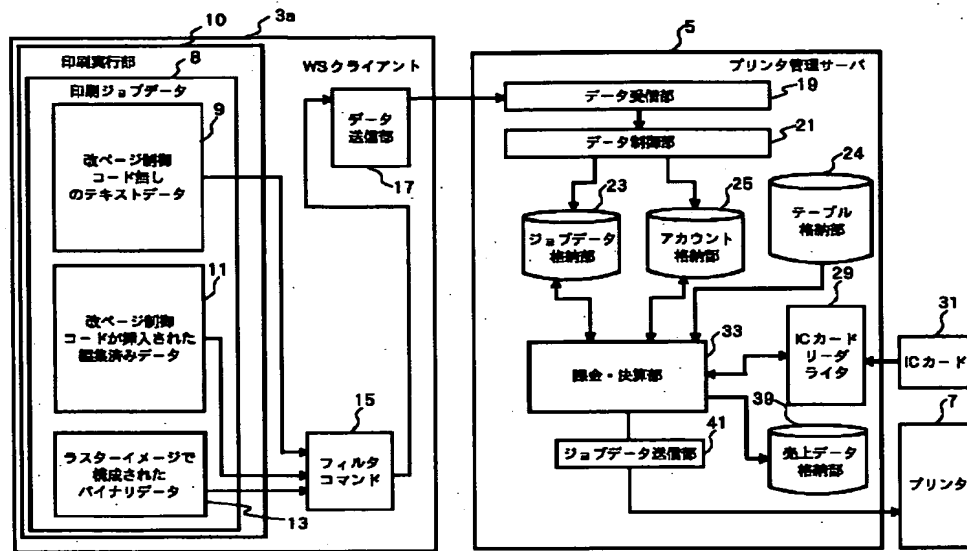 10
3a
5
印刷実行部
8
WSクライアント
プリンタ管理サーバ
印刷ジョブデータ
9
改ページ制御
コード無し
のテキストデータ
データ
送信部
17
データ受信部
19
データ制御部
21
24
テーブル
格納部
23
ジョブデータ
格納部
25
アカウント
格納部
11
改ページ制御
コードが挿入された
編集済みデータ
29
ICカード
リーダ
ライタ
31
ICカード
33
課金・決算部
39
売上データ
格納部
7
プリンタ
41
ジョブデータ送信部
15
フィルタ
コマンド
ラスターイメージで
構成された
バイナリデータ
13